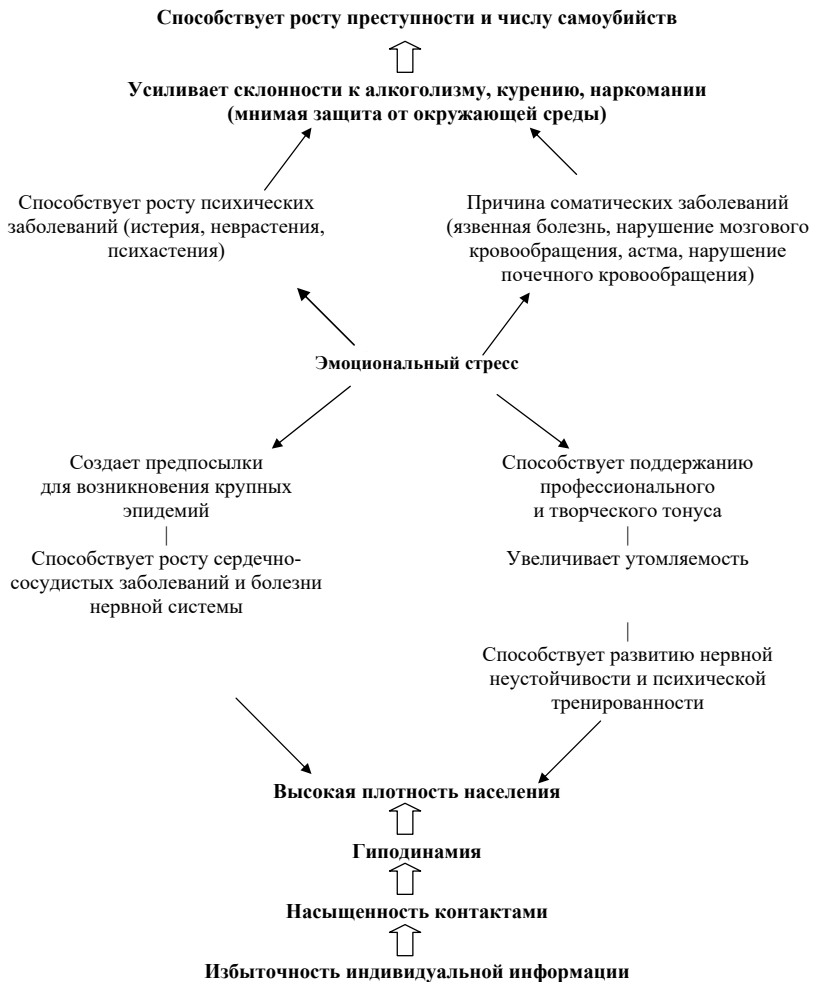 Способствует росту преступности и числу самоубийств
Усиливает склонности к алкоголизму, курению, наркомании
(мнимая защита от окружающей среды)
Способствует росту психических
заболеваний (истерия, неврастения,
психастения)
Причина соматических заболеваний
(язвенная болезнь, нарушение мозгового
кровообращения, астма, нарушение
почечного кровообращения)
Эмоциональный стресс
Создает предпосылки
для возникновения крупных
эпидемий
|
Способствует росту сердечно-
сосудистых заболеваний и болезни
нервной системы
Способствует поддержанию
профессионального
и творческого тонуса
|
Увеличивает утомляемость
|
Способствует развитию нервной
неустойчивости и психической
тренированности
Высокая плотность населения
Гиподинамия
Насыщенность контактами
Избыточность индивидуальной информации